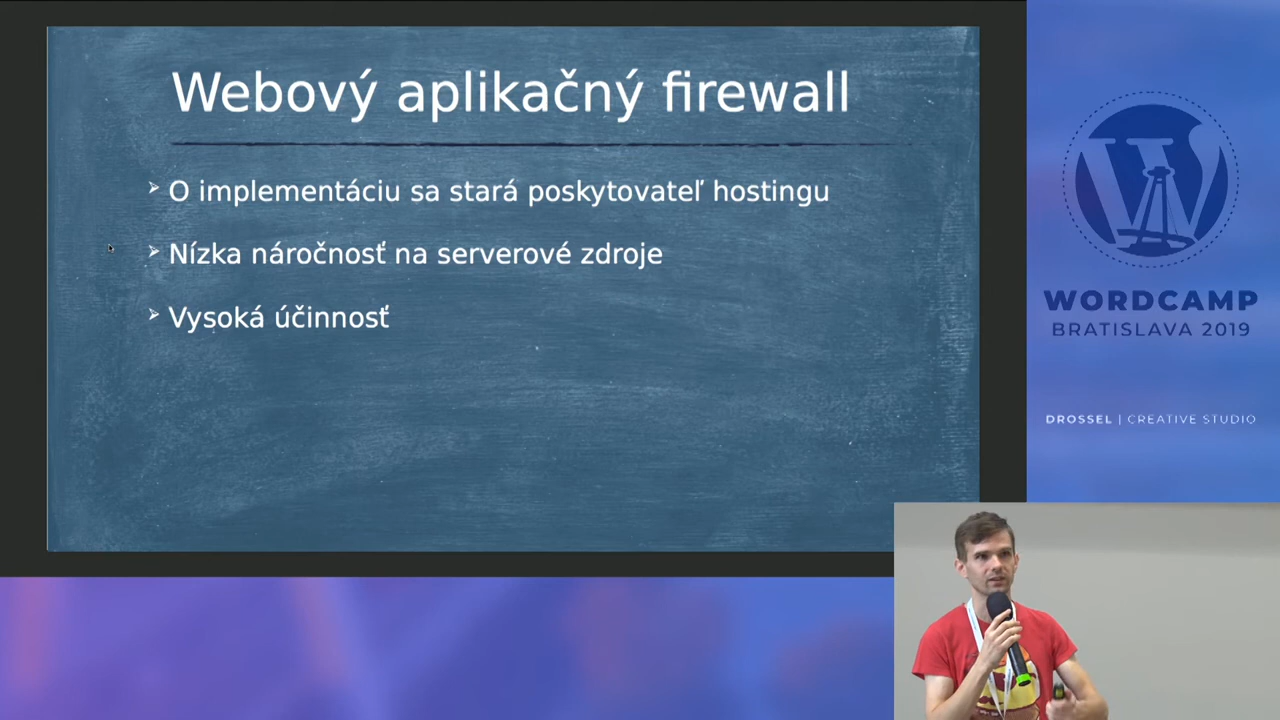 Webový aplikačný firewall
O implementáciu sa stará poskytovateľ hostingu
Nízka náročnosť na serverové zdroje
Vysoká účinnosť
WORDCAMP
BRATISLAVA 2019
DROSSEL | CREATIVE STUDIO